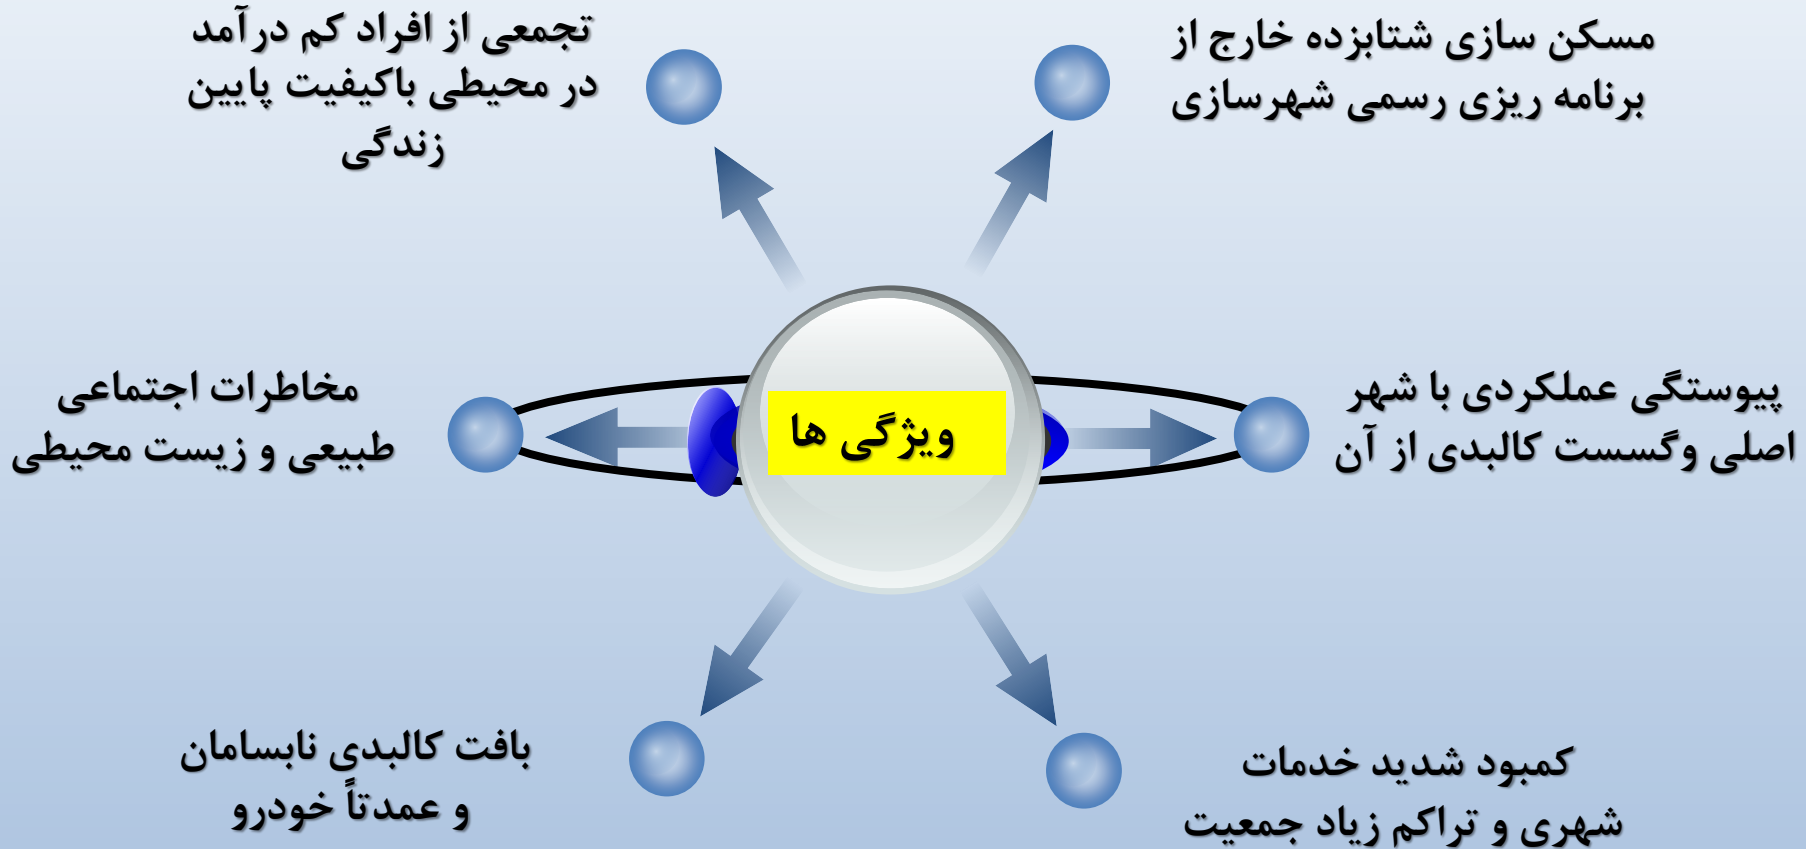 مسکن سازی شتابزده خارج از
برنامه ریزی رسمی شهرسازی
تجمعی از افراد کم درآمد
در محیطی باکیفیت پایین
زندگی
پیوستگی عملکردی با شهر
اصلی وگسست کالبدی از آن
ویژگی ها
مخاطرات اجتماعی
طبیعی و زیست محیطی
کمبود شدید خدمات
شهری و تراکم زیاد جمعیت
بافت کالبدی نابسامان
و عمدتاً خودرو